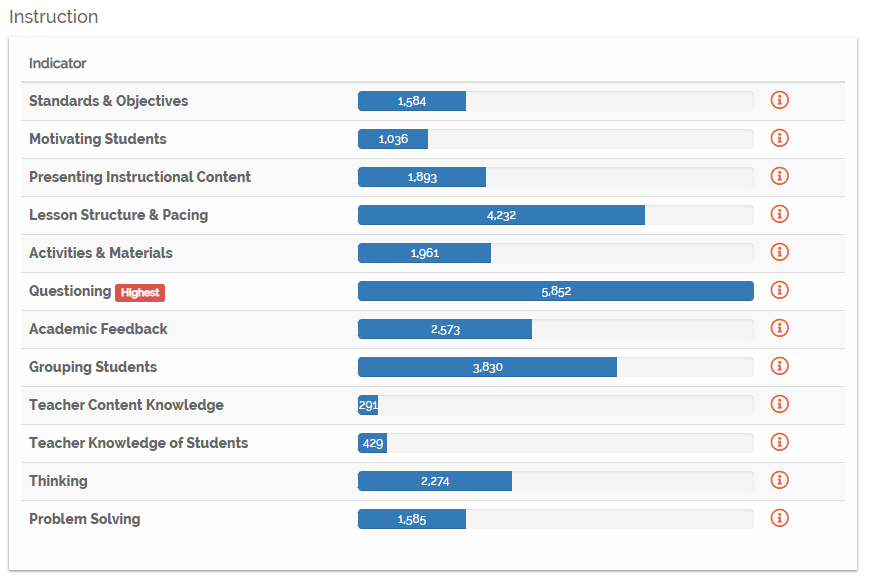 Instruction
Indicator
Standards & Objectives 1,584
Motivating Students 1,036
Presenting Instructional Content 1,893
Lesson Structure & Pacing 4,232
Activities & Materials 1,961
Questioning Highest 5,852
Academic Feedback 2,573
Grouping Students 3,830
Teacher Content Knowledge 291
Teacher Knowledge of Students 429
Thinking 2,274
Problem Solving 1,585